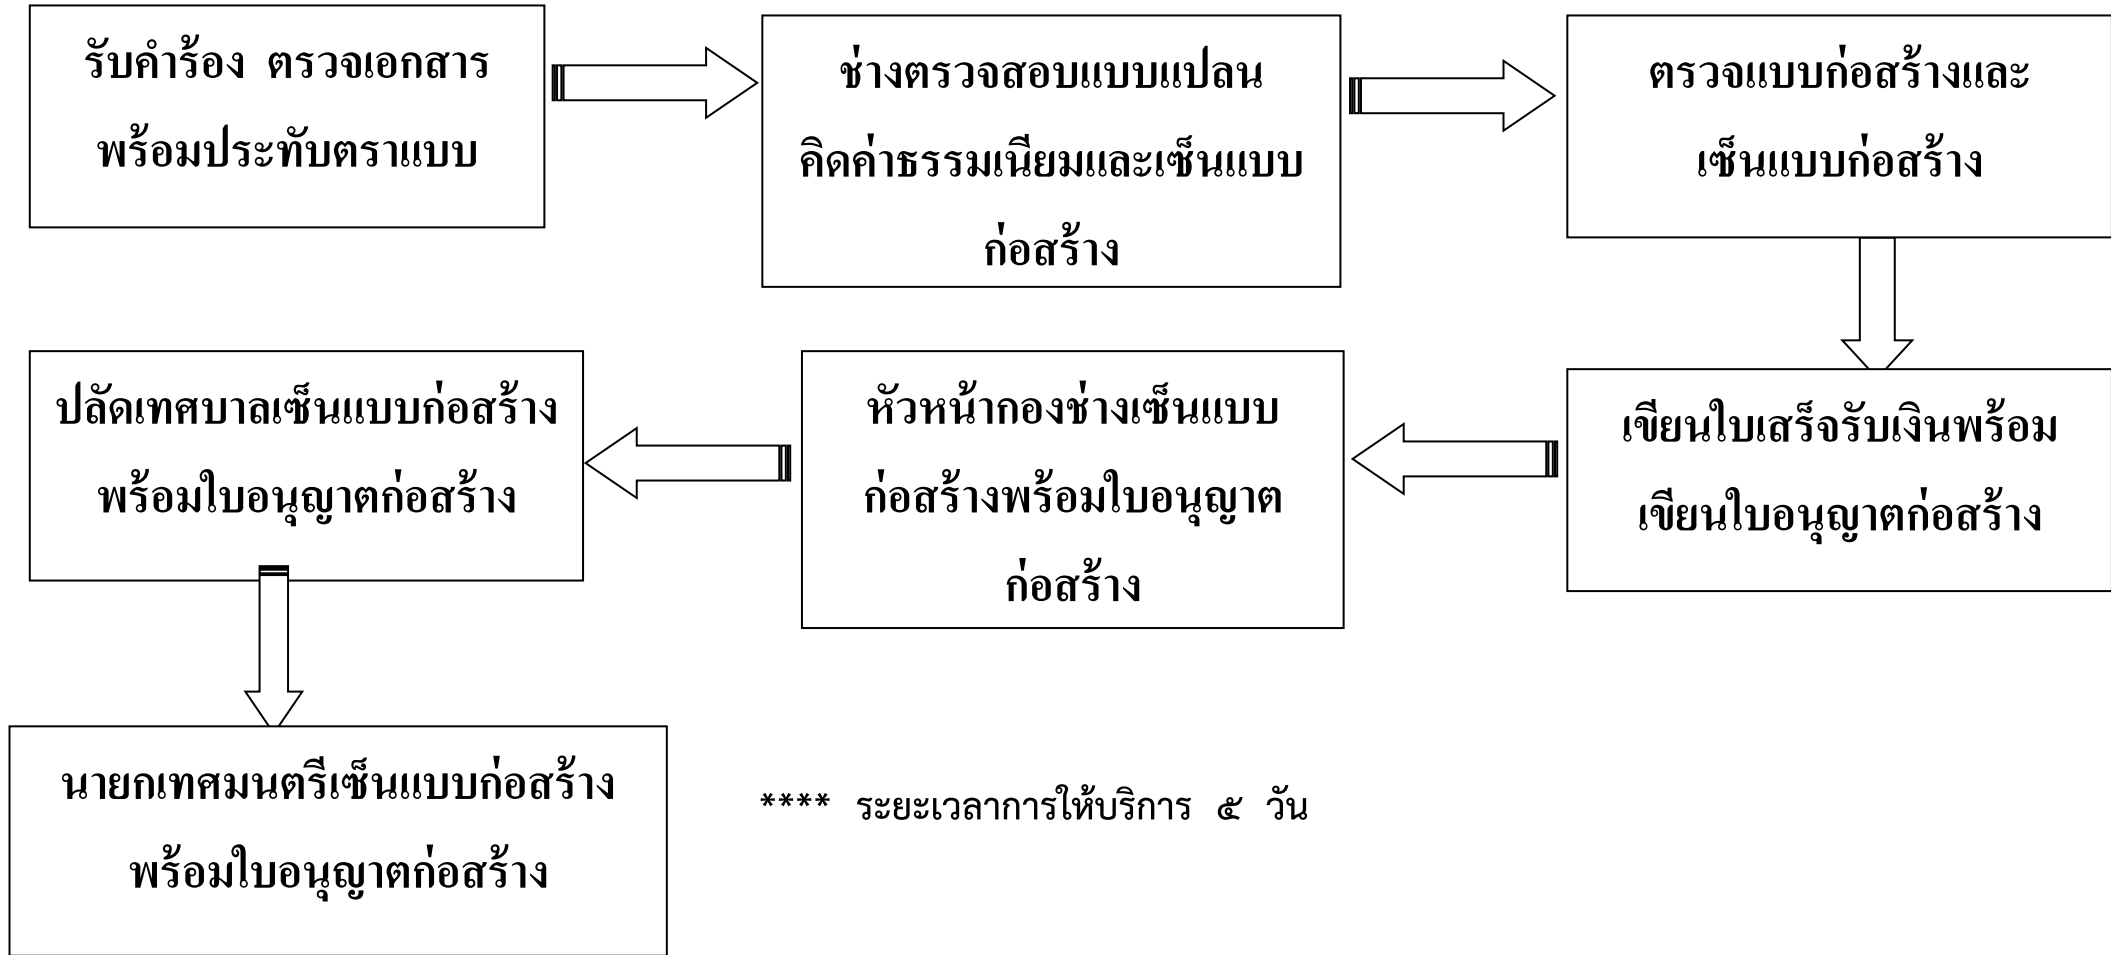 รับคำร้อง ตรวจเอกสาร
พร้อมประทับตราแบบ
ช่างตรวจสอบแบบแปลน
คิดค่าธรรมเนียมและเซ็นแบบ
ก่อสร้าง
ตรวจแบบก่อสร้างและ
เซ็นแบบก่อสร้าง
เขียนใบเสร็จรับเงินพร้อม
เขียนใบอนุญาตก่อสร้าง
หัวหน้ากองช่างเซ็นแบบ
ก่อสร้างพร้อมใบอนุญาต
ก่อสร้าง
ปลัดเทศบาลเซ็นแบบก่อสร้าง
พร้อมใบอนุญาตก่อสร้าง
นายกเทศมนตรีเซ็นแบบก่อสร้าง
พร้อมใบอนุญาตก่อสร้าง
**** ระยะเวลาการให้บริการ ๕ วัน